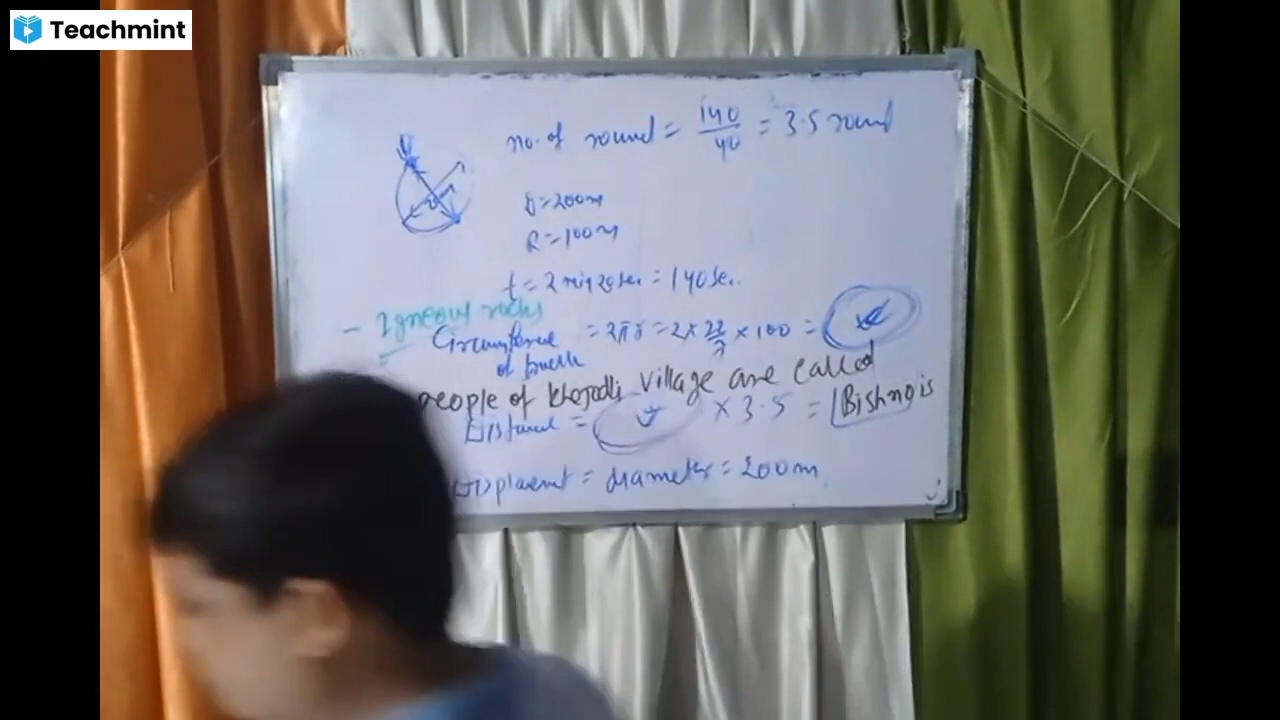 Teachmint
no. of round = 140/40 = 3.5 round
D=200m
R=100m
t = 2 min 20 sec = 140 sec.
- Igneous rocks
Circumference = 2πr = 2 × 22/7 × 100 =
of
people of khejadli village are called
Distance = × 3.5 = Bishnois
Displacement = diameter = 200m